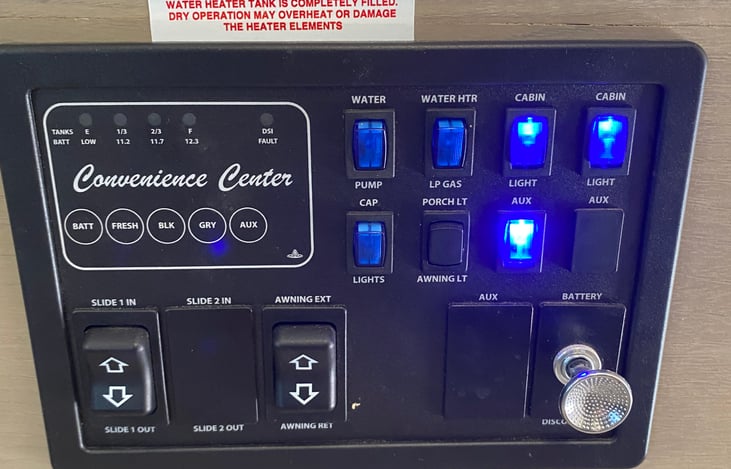 WATER HEATER TANK IS COMPLETELY FILLED.
DRY OPERATION MAY OVERHEAT OR DAMAGE
THE HEATER ELEMENTS
TANKS E 1/3 2/3 F DSI
BATT LOW 11.2 11.7 12.3 FAULT
Convenience Center
BATT FRESH BLK GRY AUX
WATER WATER HTR CABIN CABIN
PUMP LP GAS LIGHT LIGHT
CAP PORCH LT AUX AUX
LIGHTS AWNING LT
SLIDE 1 IN SLIDE 2 IN AWNING EXT AUX BATTERY
SLIDE 1 OUT SLIDE 2 OUT AWNING RET